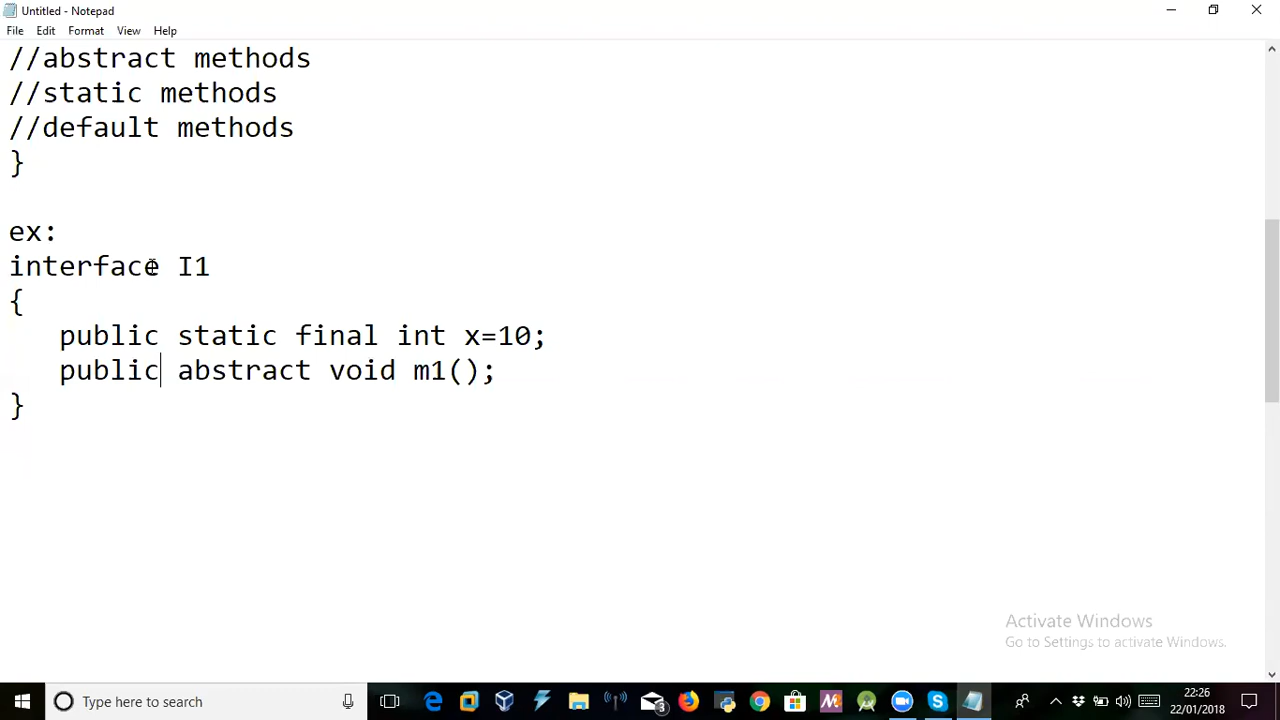 Untitled - Notepad
File Edit Format View Help
//abstract methods
//static methods
//default methods
}
ex:
interface I1
{
public static final int x=10;
public abstract void m1();
}
Activate Windows
Go to Settings to activate Windows.
Type here to search
3
22:26
22/01/2018